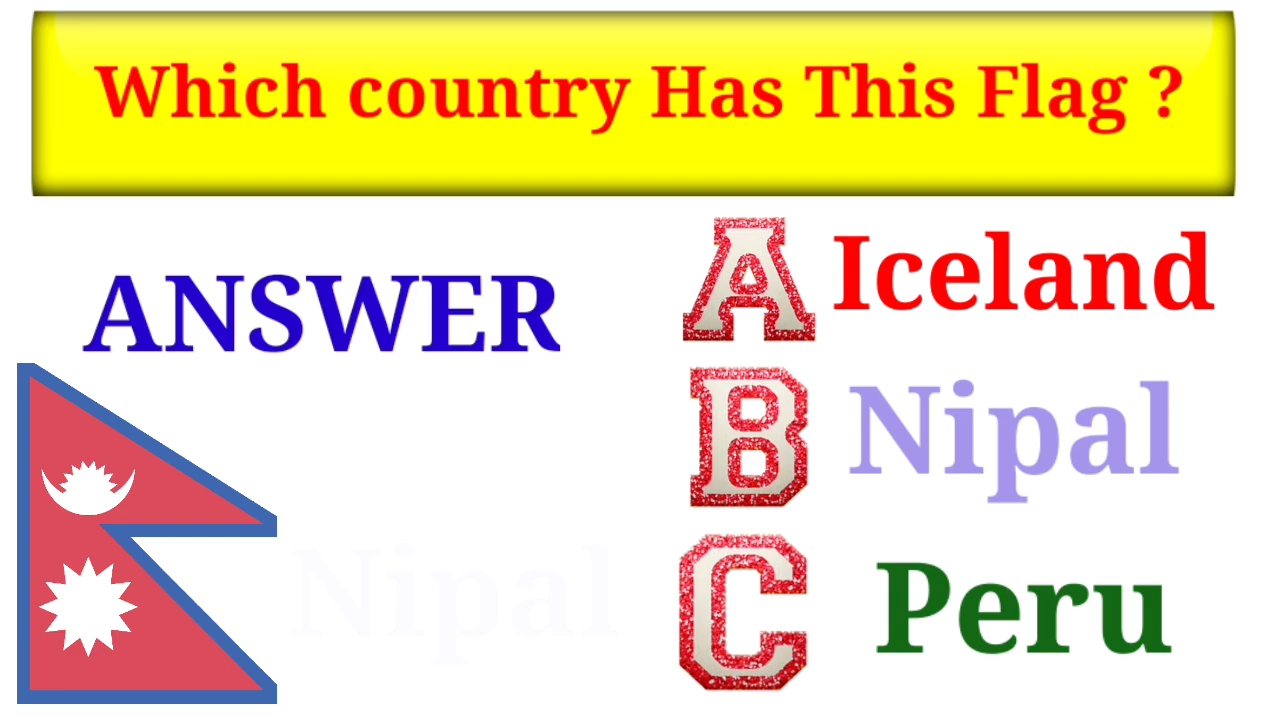 Which country Has This Flag ?
ANSWER
A Iceland
B Nipal
C Peru
Nipal